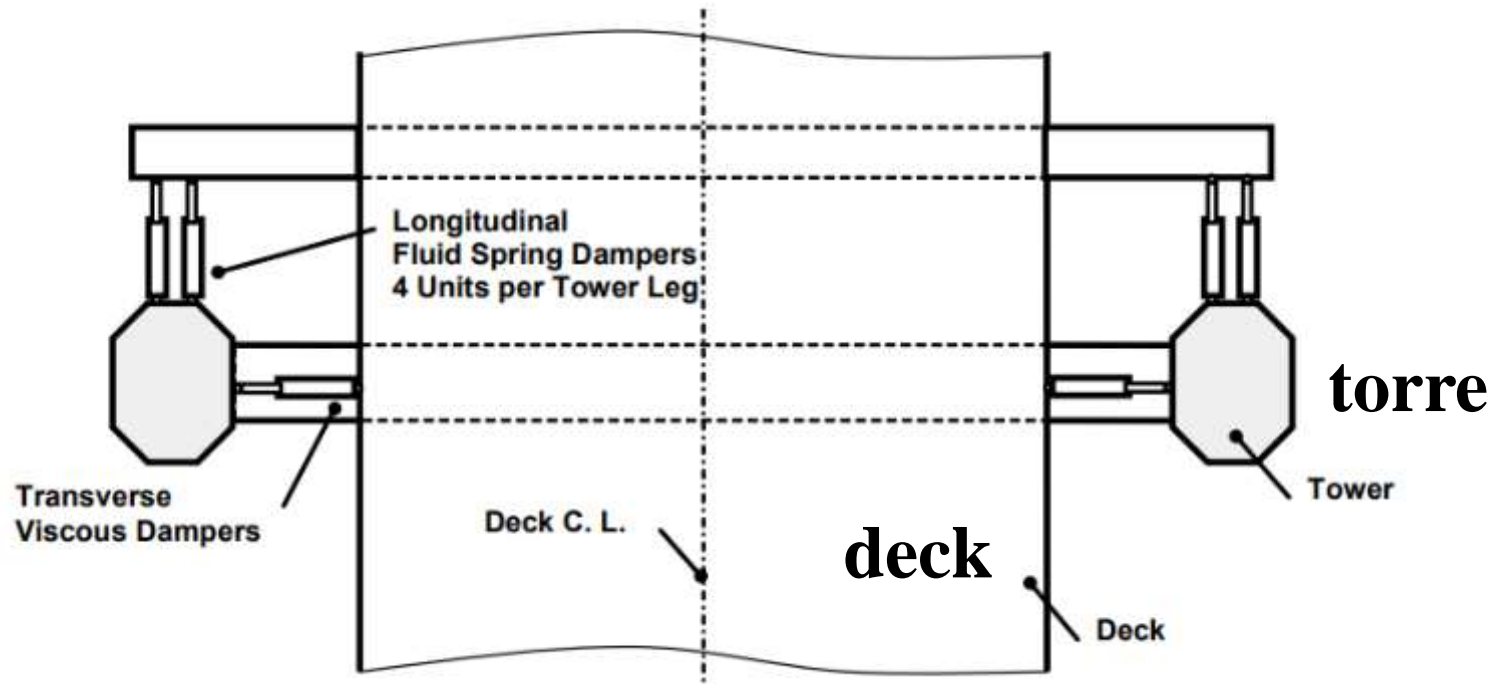 Longitudinal
Fluid Spring Dampers
4 Units per Tower Leg
torre
Tower
Transverse
Viscous Dampers
Deck C. L.
deck
Deck